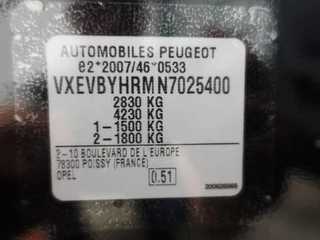 AUTOMOBILES PEUGEOT
e2*2007/46*0533
VXEVBYHRMN7025400
2830 KG
4230 KG
1-1500 KG
2-1800 KG
2-10 BOULEVARD DE L'EUROPE
78300 POISSY (FRANCE)
OPEL 0.51
200626965